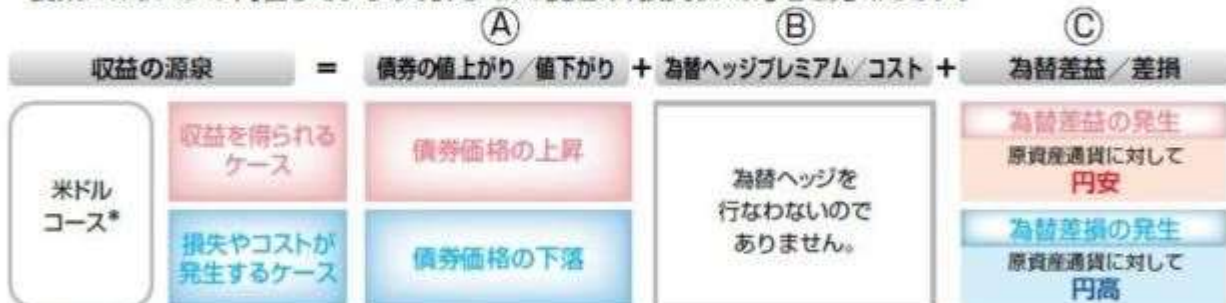 Ⓐ Ⓑ Ⓒ
収益の源泉 = 債券の値上がり/値下がり + 為替ヘッジプレミアム/コスト + 為替差益/差損
米ドル
コース*
収益を得られる
ケース
債券価格の上昇
為替ヘッジを
行なわないので
ありません。
為替差益の発生
原資産通貨に対して
円安
損失やコストが
発生するケース
債券価格の下落
為替差損の発生
原資産通貨に対して
円高